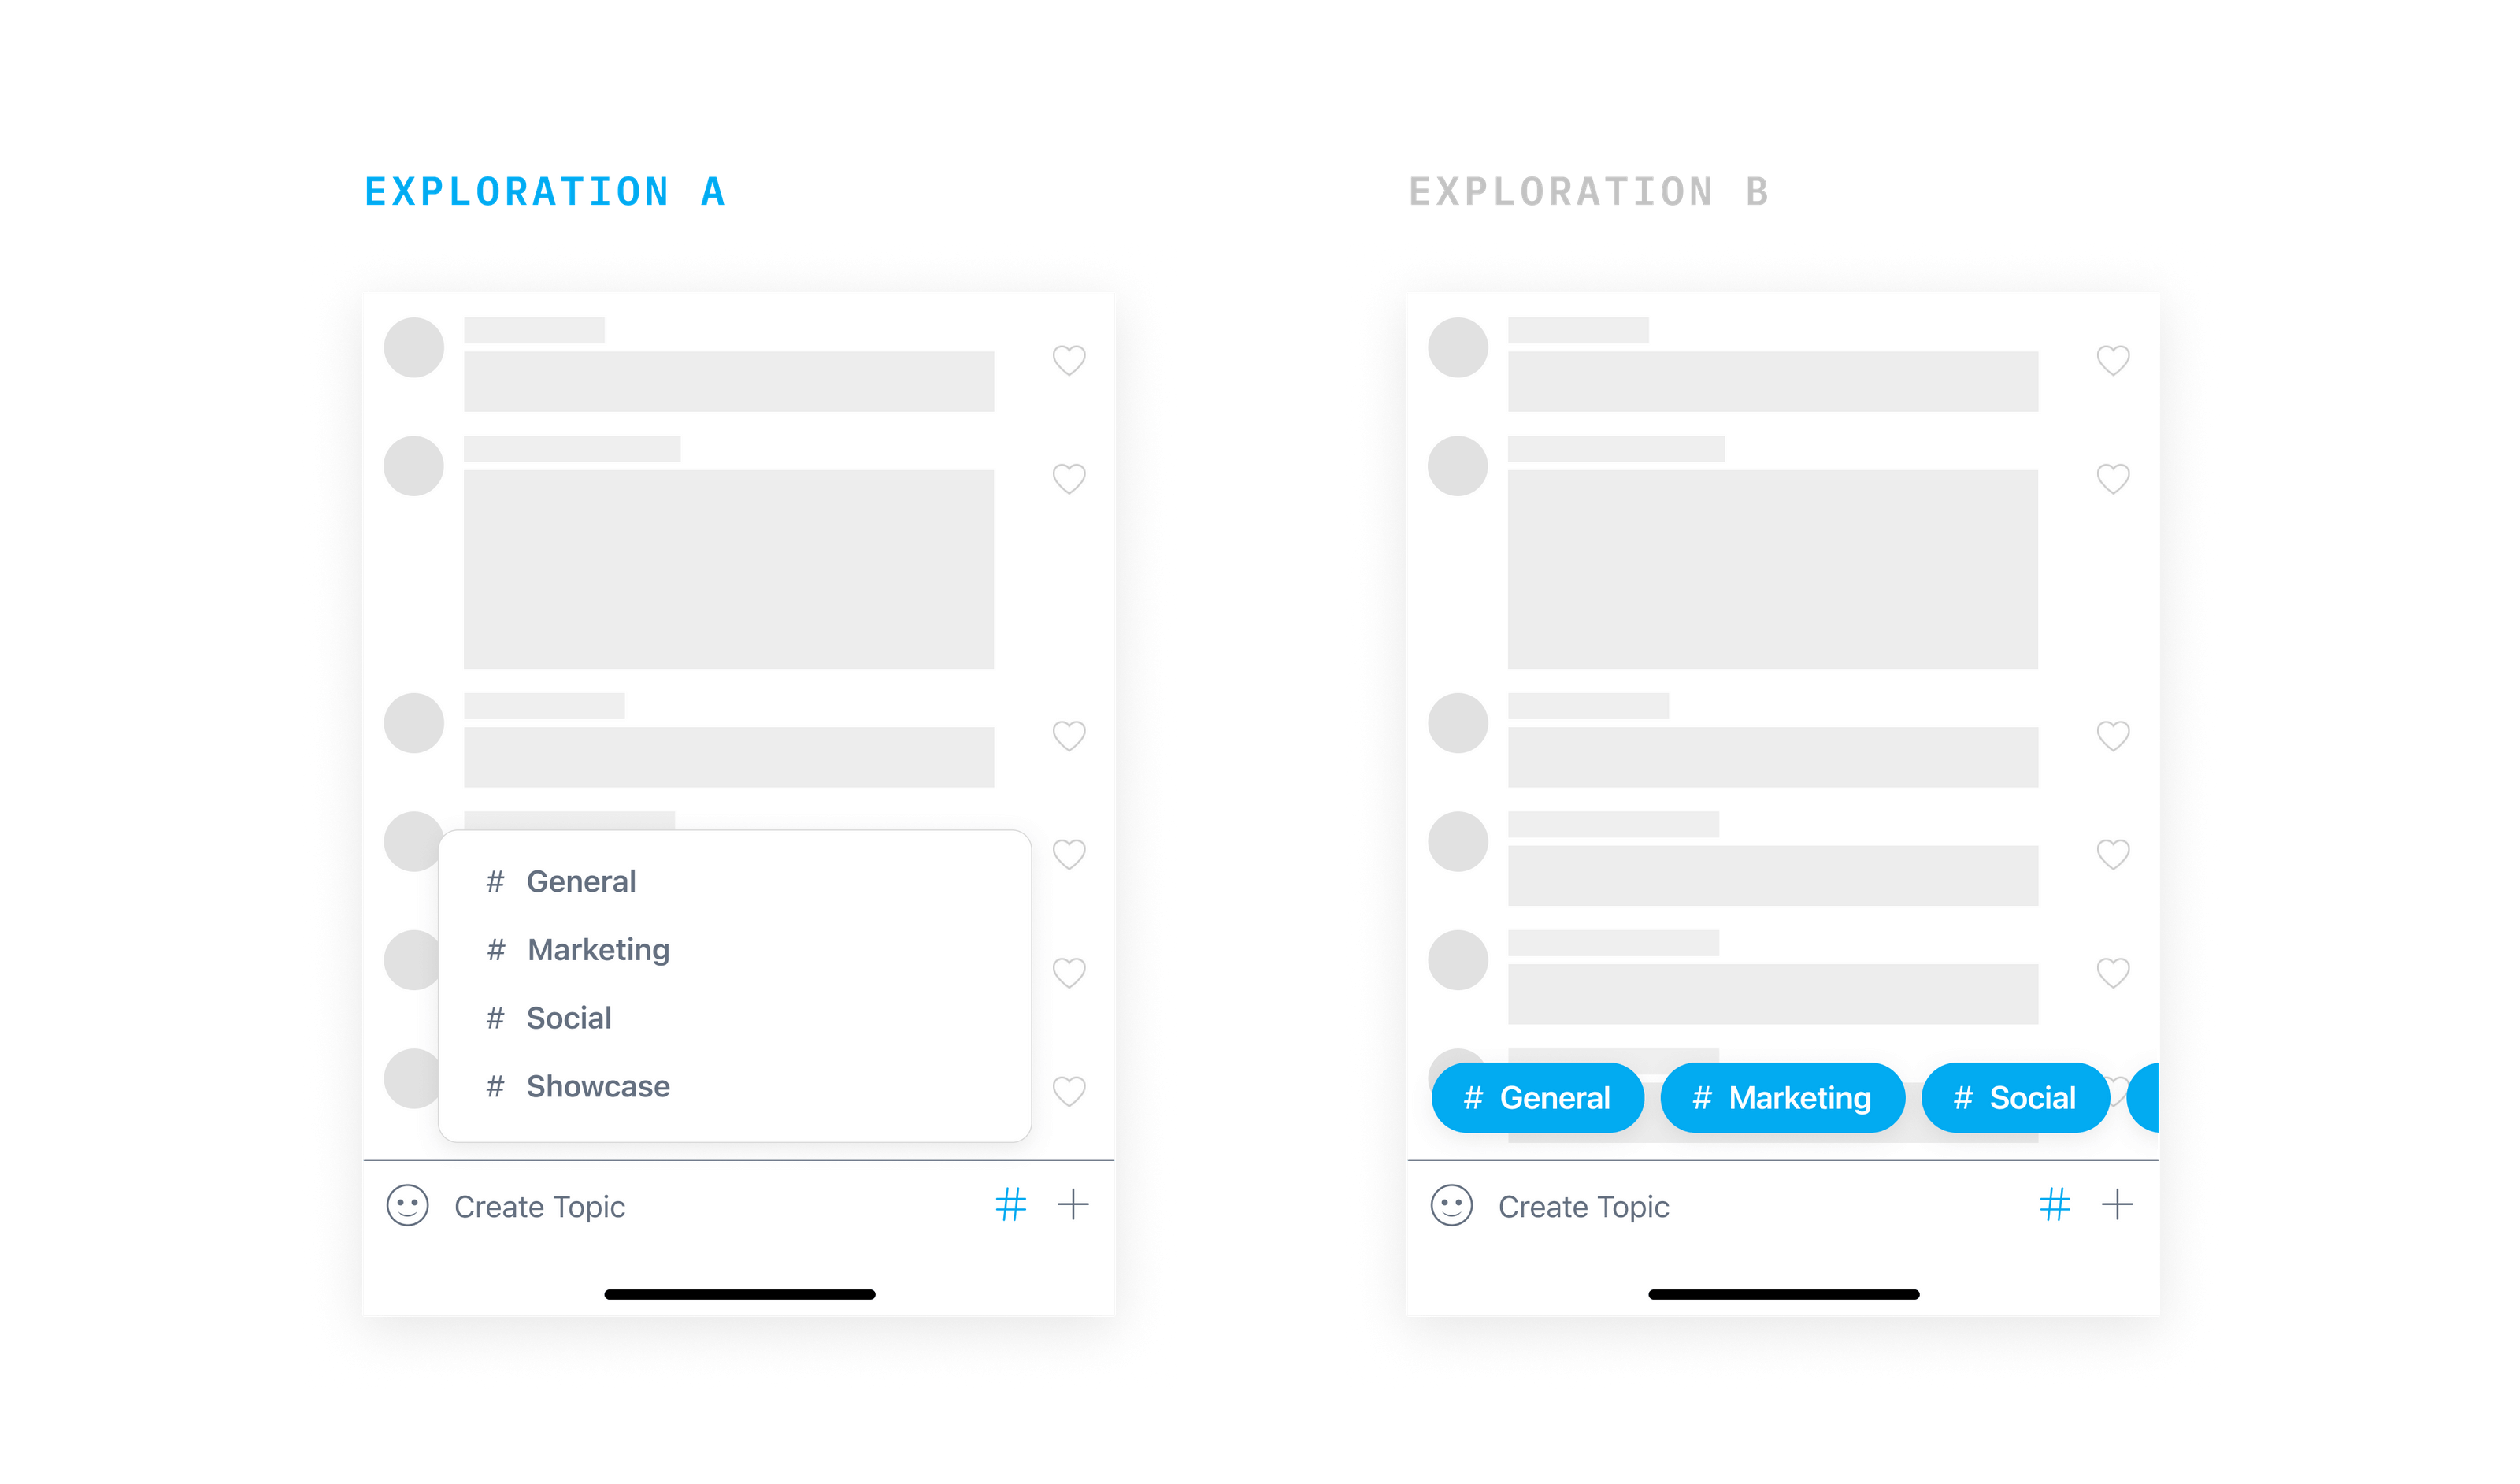 EXPLORATION A
# General
# Marketing
# Social
# Showcase
Create Topic #
EXPLORATION B
# General # Marketing # Social
Create Topic #